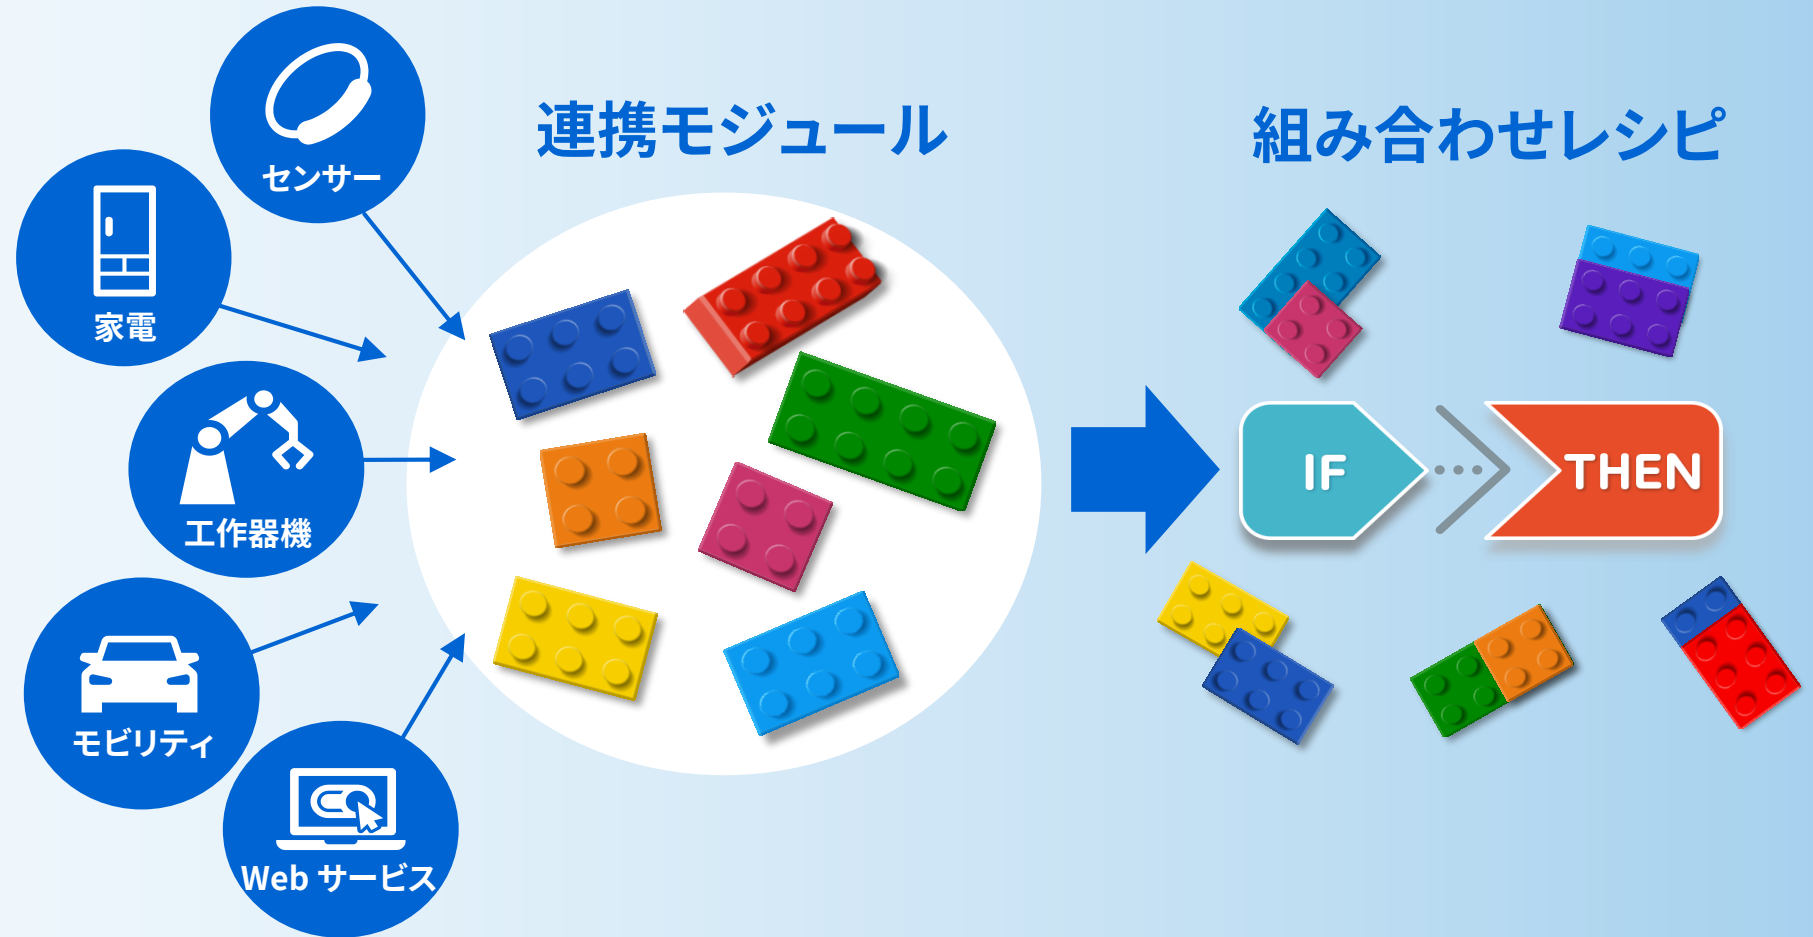 連携モジュール
組み合わせレシピ
センサー
家電
工作器機
モビリティ
Web サービス
IF
THEN